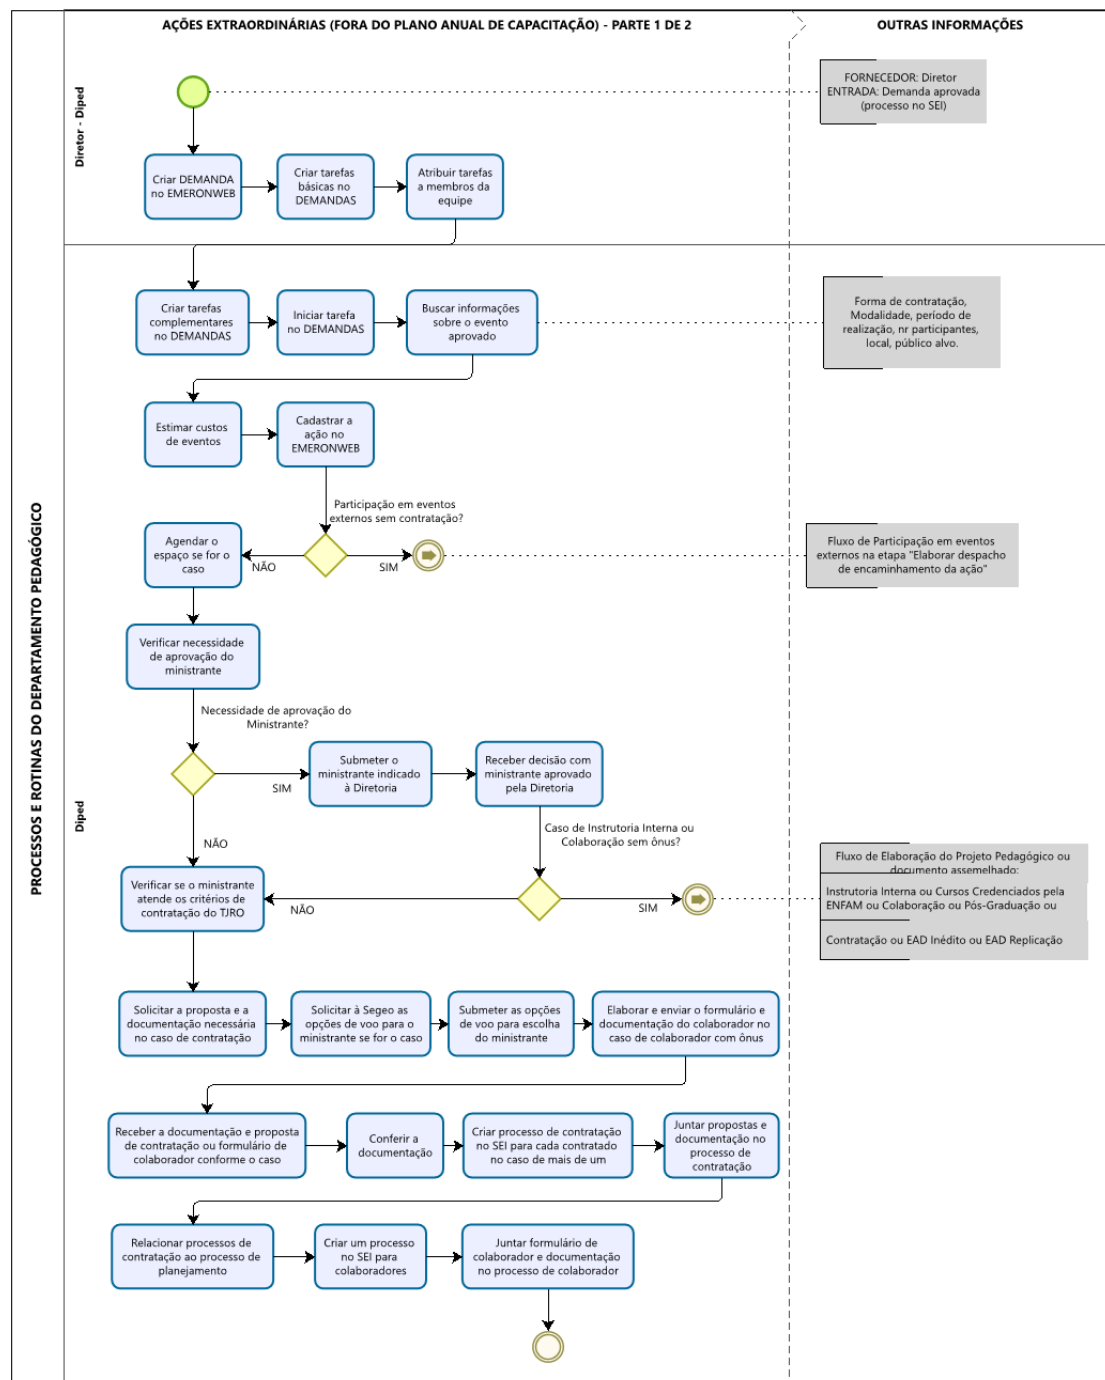 AÇÕES EXTRAORDINÁRIAS (FORA DO PLANO ANUAL DE CAPACITAÇÃO) - PARTE 1 DE 2
OUTRAS INFORMAÇÕES
PROCESSOS E ROTINAS DO DEPARTAMENTO PEDAGÓGICO
Diretor - Diped
FORNECEDOR: Diretor
ENTRADA: Demanda aprovada
(processo no SEI)
Criar DEMANDA
no EMERONWEB
Criar tarefas
básicas no
DEMANDAS
Atribuir tarefas
a membros da
equipe
Diped
Criar tarefas
complementares
no DEMANDAS
Iniciar tarefa
no DEMANDAS
Buscar informações
sobre o evento
aprovado
Forma de contratação,
Modalidade, período de
realização, nr participantes,
local, público alvo.
Estimar custos
de eventos
Cadastrar a
ação no
EMERONWEB
Participação em eventos
externos sem contratação?
Agendar o
espaço se for o
caso
NÃO
SIM
Fluxo de Participação em eventos
externos na etapa "Elaborar despacho
de encaminhamento da ação"
Verificar necessidade
de aprovação do
ministrante
Necessidade de aprovação do
Ministrante?
SIM
Submeter o
ministrante indicado
à Diretoria
Receber decisão com
ministrante aprovado
pela Diretoria
NÃO
Caso de Instrutoria Interna ou
Colaboração sem ônus?
Verificar se o ministrante
atende os critérios de
contratação do TJRO
NÃO
SIM
Fluxo de Elaboração do Projeto Pedagógico ou
documento assemelhado:
Instrutoria Interna ou Cursos Credenciados pela
ENFAM ou Colaboração ou Pós-Graduação ou
Contratação ou EAD Inédito ou EAD Replicação
Solicitar a proposta e a
documentação necessária
no caso de contratação
Solicitar à Segeo as
opções de voo para o
ministrante se for o caso
Submeter as opções
de voo para escolha
do ministrante
Elaborar e enviar o formulário e
documentação do colaborador no
caso de colaborador com ônus
Receber a documentação e proposta
de contratação ou formulário de
colaborador conforme o caso
Conferir a
documentação
Criar processo de contratação
no SEI para cada contratado
no caso de mais de um
Juntar propostas e
documentação no
processo de
contratação
Relacionar processos de
contratação ao processo de
planejamento
Criar um processo
no SEI para
colaboradores
Juntar formulário de
colaborador e documentação
no processo de colaborador